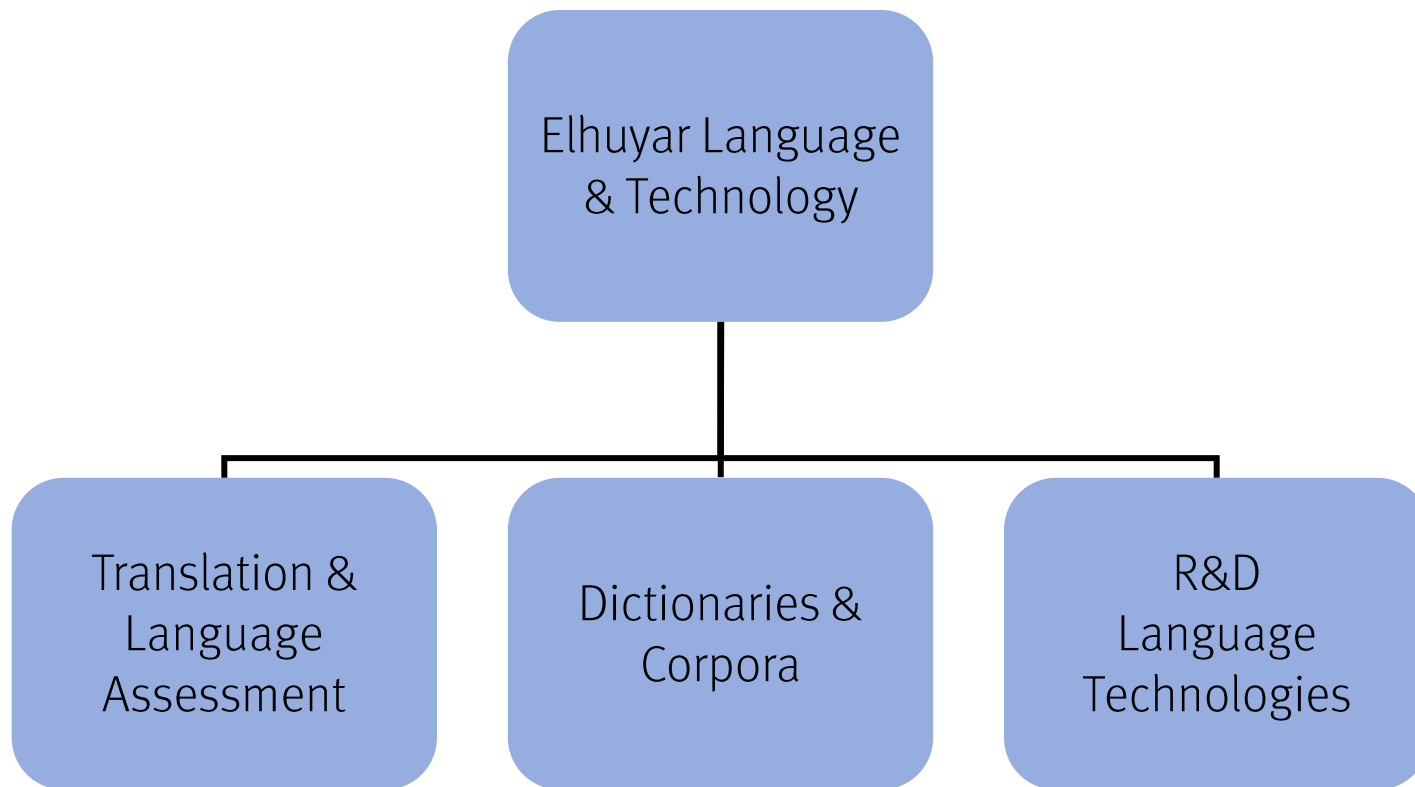 Elhuyar Language
& Technology
Translation &
Language
Assessment
Dictionaries &
Corpora
R&D
Language
Technologies